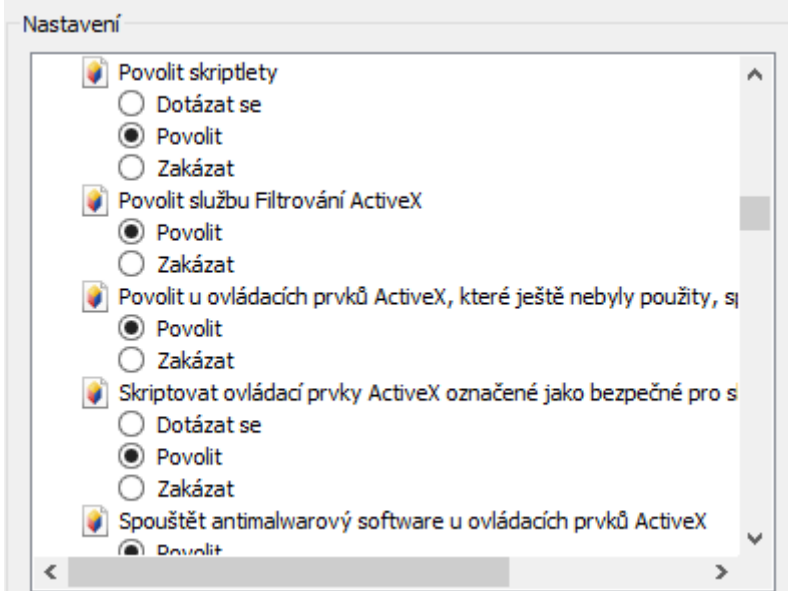 Nastavení
Povolit skriptlety
Dotázat se
Povolit
Zakázat
Povolit službu Filtrování ActiveX
Povolit
Zakázat
Povolit u ovládacích prvků ActiveX, které ještě nebyly použity,
Povolit
Zakázat
Skriptovat ovládací prvky ActiveX označené jako bezpečné pro
Dotázat se
Povolit
Zakázat
Spouštět antimalwarový software u ovládacích prvků ActiveX
Povolit